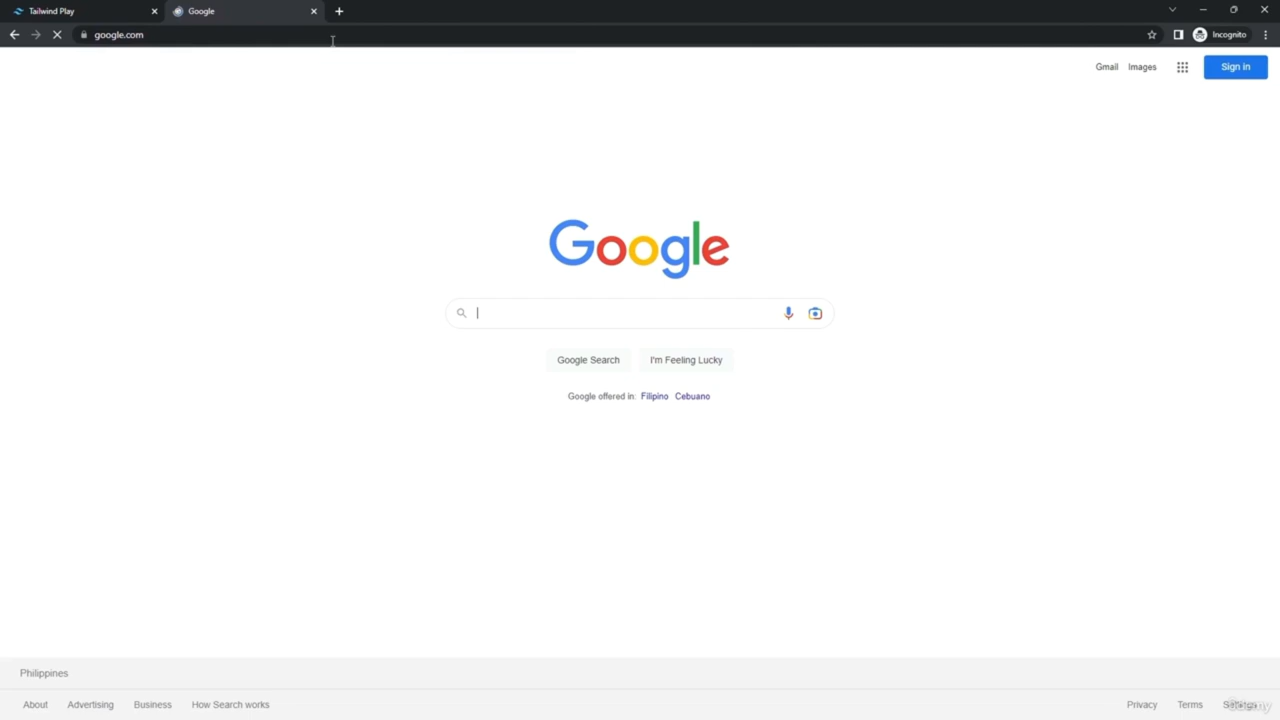 Tailwind Play
Google
google.com
Incognito
Gmail Images
Sign in
Google
Google Search I'm Feeling Lucky
Google offered in: Filipino Cebuano
Philippines
About Advertising Business How Search works
Privacy Terms Settings